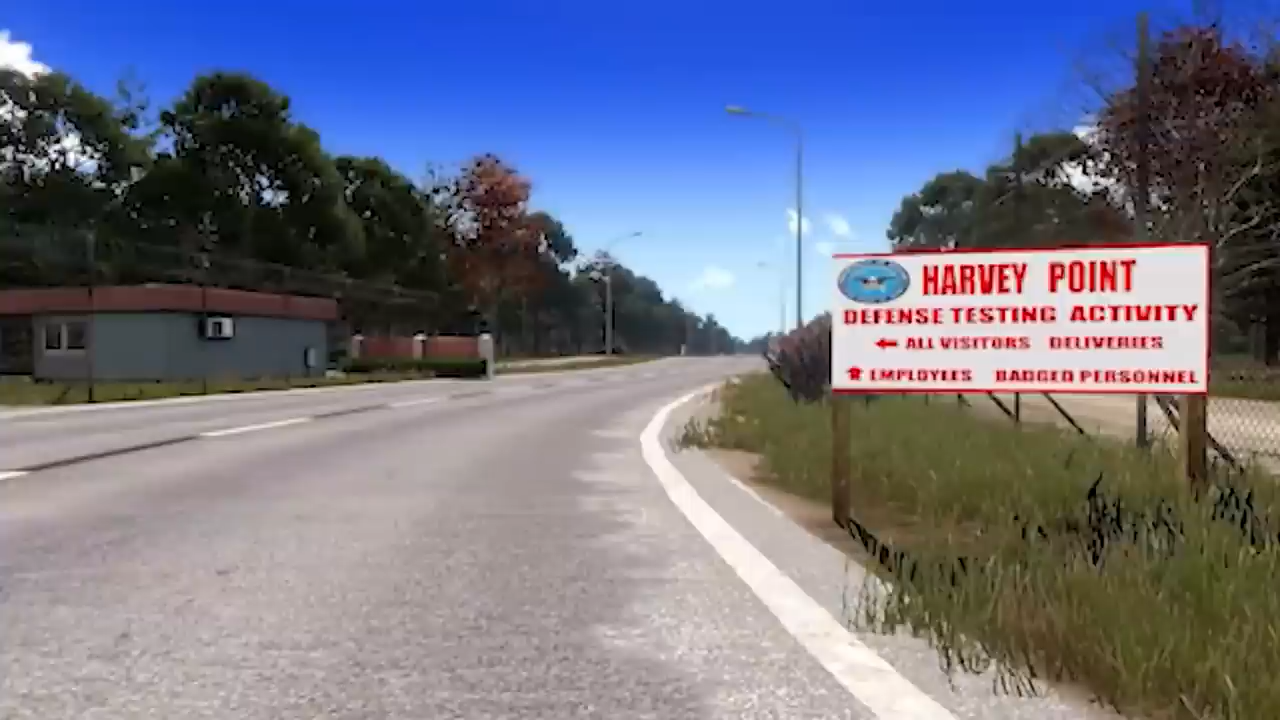 HARVEY POINT
DEFENSE TESTING ACTIVITY
← ALL VISITORS DELIVERIES
↑ EMPLOYEES BADGED PERSONNEL